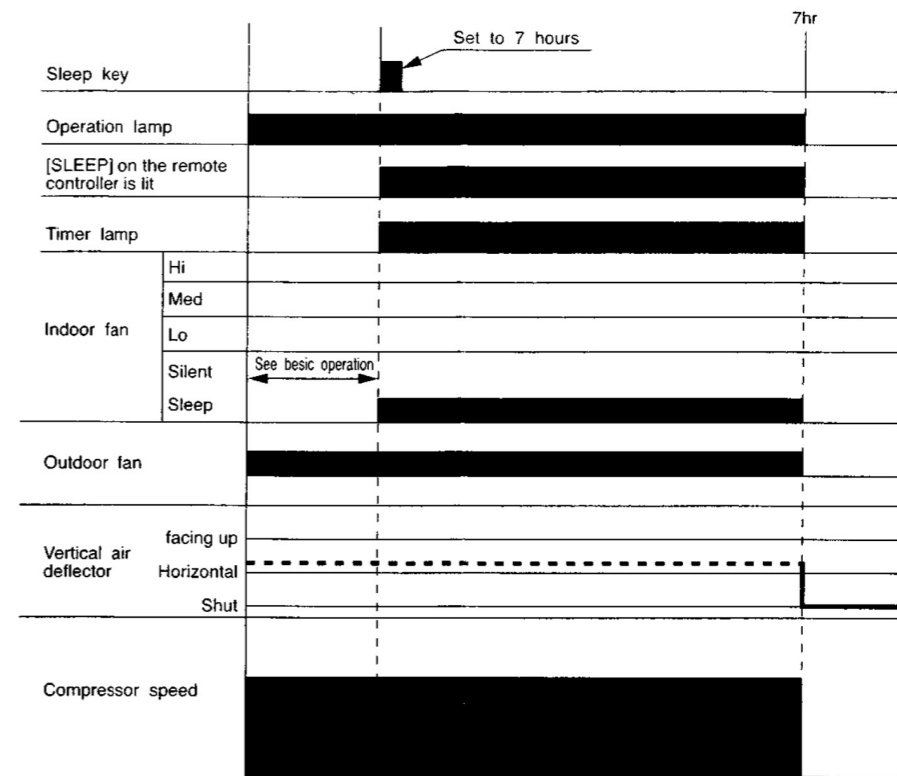 7hr
Set to 7 hours
Sleep key
Operation lamp
[SLEEP] on the remote
controller is lit
Timer lamp
Indoor fan
Hi
Med
Lo
Silent
See besic operation
Sleep
Outdoor fan
Vertical air
deflector
facing up
Horizontal
Shut
Compressor speed